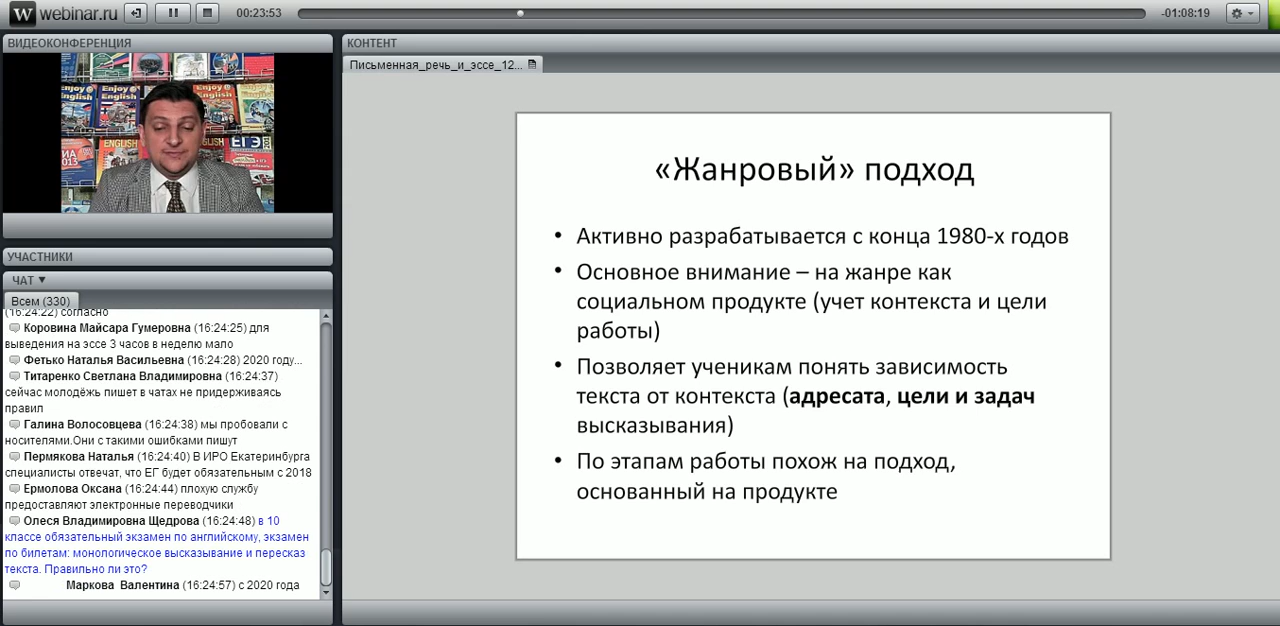 W webinar.ru
00:23:53
-01:08:19
ВИДЕОКОНФЕРЕНЦИЯ
Enjoy English
Enjoy English
ENGLISH
ENGLISH
ЕГЭ
2013
УЧАСТНИКИ
ЧАТ ▼
Всем (330)
(16:24:22) согласно
Коровина Майсара Гумеровна (16:24:25) для
выведения на эссе 3 часов в неделю мало
Фетько Наталья Васильевна (16:24:28) 2020 году...
Титаренко Светлана Владимировна (16:24:37)
сейчас молодёжь пишет в чатах не придерживаясь
правил
Галина Волосовцева (16:24:38) мы пробовали с
носителями.Они с такими ошибками пишут
Пермякова Наталья (16:24:40) В ИРО Екатеринбурга
специалисты отвечат, что ЕГ будет обязательным с 2018
Ермолова Оксана (16:24:44) плохую службу
предоставляют электронные переводчики
Олеся Владимировна Щедрова (16:24:48) в 10
классе обязательный экзамен по английскому, экзамен
по билетам: монологическое высказывание и пересказ
текста. Правильно ли это?
Маркова Валентина (16:24:57) с 2020 года
КОНТЕНТ
Письменная_речь_и_эссе_12...
«Жанровый» подход
• Активно разрабатывается с конца 1980-х годов
• Основное внимание – на жанре как
социальном продукте (учет контекста и цели
работы)
• Позволяет ученикам понять зависимость
текста от контекста (адресата, цели и задач
высказывания)
• По этапам работы похож на подход,
основанный на продукте